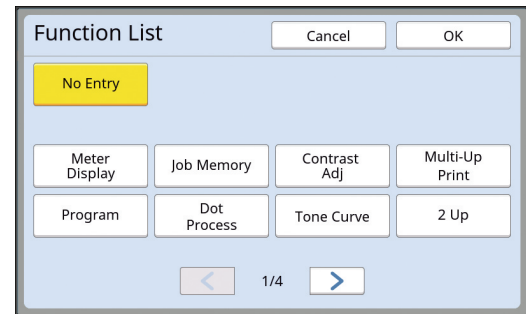 Function List
Cancel
OK
No Entry
Meter
Display
Job Memory
Contrast
Adj
Multi-Up
Print
Program
Dot
Process
Tone Curve
2 Up
1/4